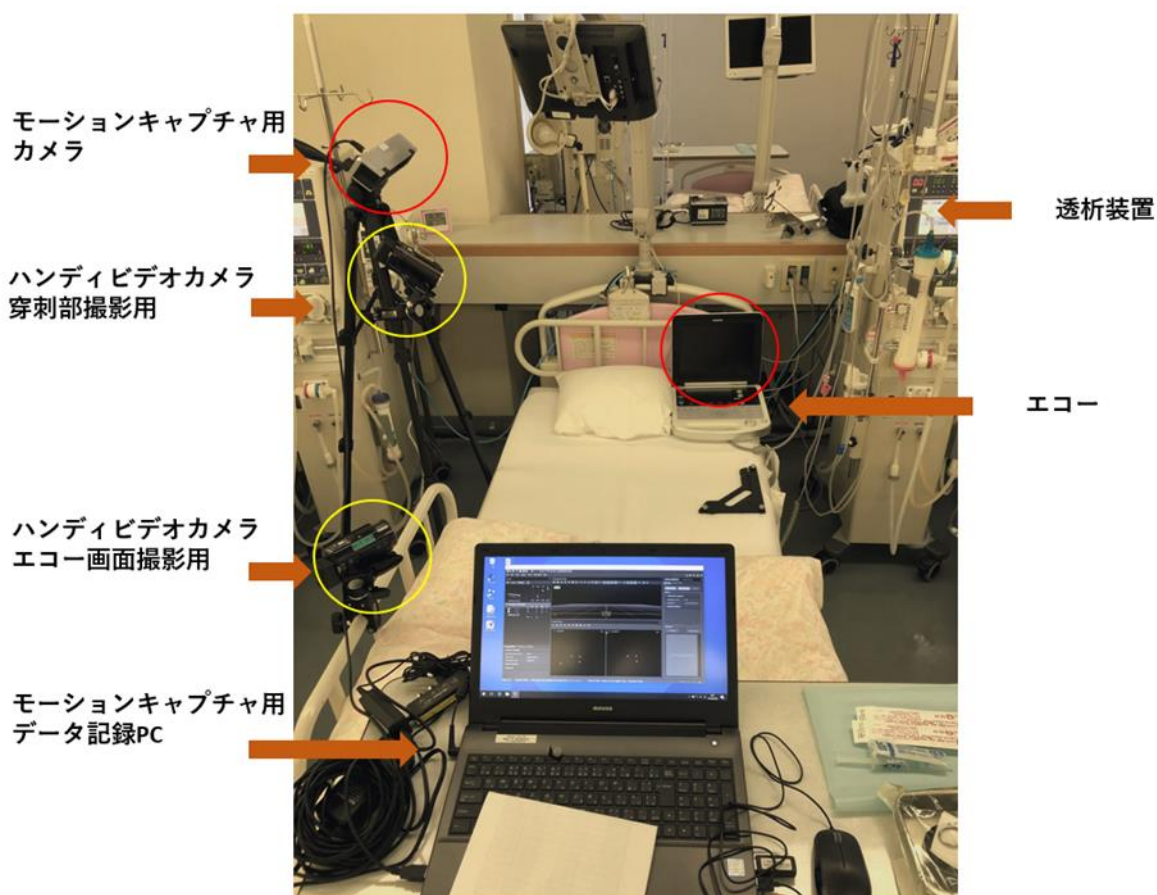 モーションキャプチャ用
カメラ
ハンディビデオカメラ
穿刺部撮影用
ハンディビデオカメラ
エコー画面撮影用
モーションキャプチャ用
データ記録PC
透析装置
エコー
mouse